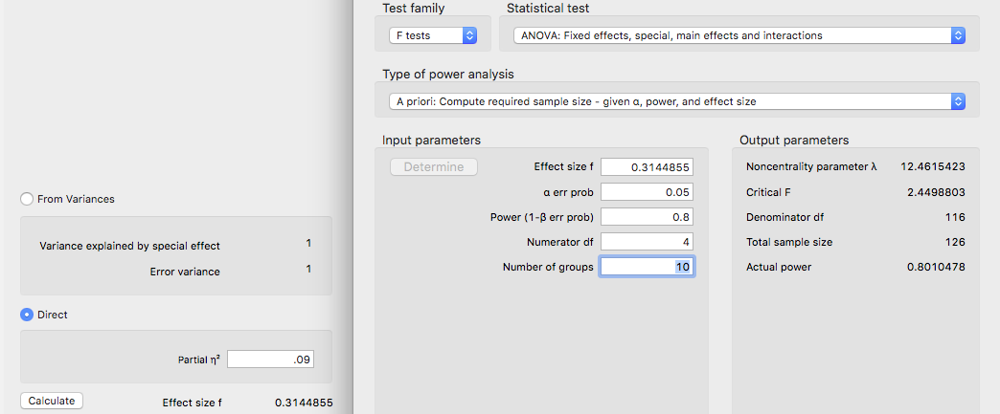 Test family
Statistical test
F tests
ANOVA: Fixed effects, special, main effects and interactions
Type of power analysis
A priori: Compute required sample size - given α, power, and effect size
Input parameters
Output parameters
Determine
Effect size f
0.3144855
Noncentrality parameter λ
12.4615423
α err prob
0.05
Critical F
2.4498803
Power (1-β err prob)
0.8
Denominator df
116
Numerator df
4
Total sample size
126
Number of groups
10
Actual power
0.8010478
From Variances
Variance explained by special effect
1
Error variance
1
Direct
Partial η²
.09
Calculate
Effect size f
0.3144855